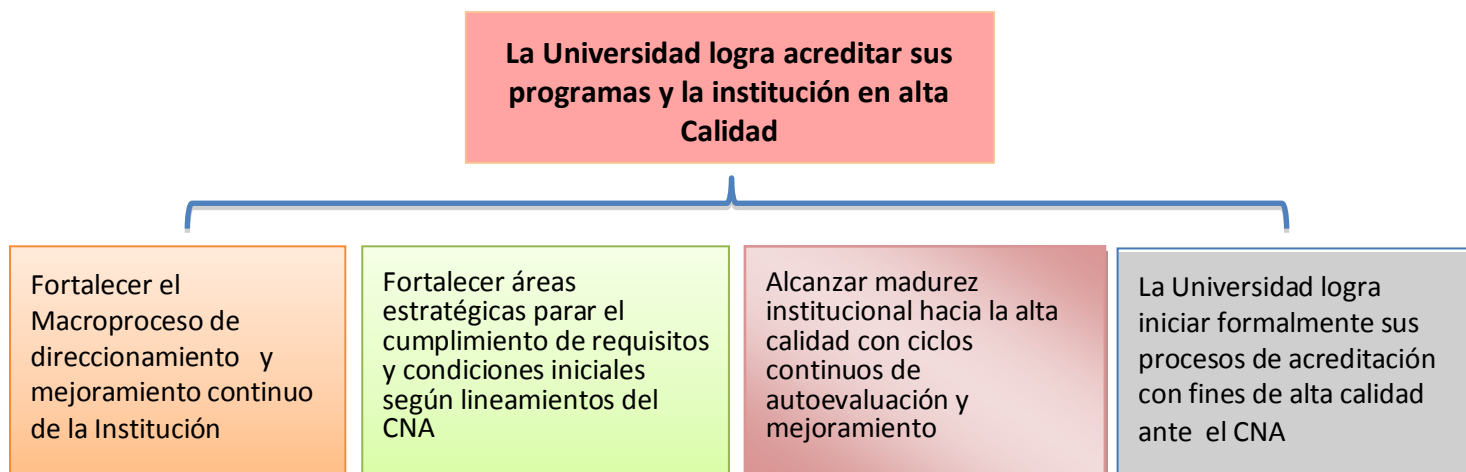 La Universidad logra acreditar sus
programas y la institución en alta
Calidad
Fortalecer el
Macroproceso de
direccionamiento y
mejoramiento continuo
de la Institución
Fortalecer áreas
estratégicas parar el
cumplimiento de requisitos
y condiciones iniciales
según lineamientos del
CNA
Alcanzar madurez
institucional hacia la alta
calidad con ciclos
continuos de
autoevaluación y
mejoramiento
La Universidad logra
iniciar formalmente sus
procesos de acreditación
con fines de alta calidad
ante el CNA